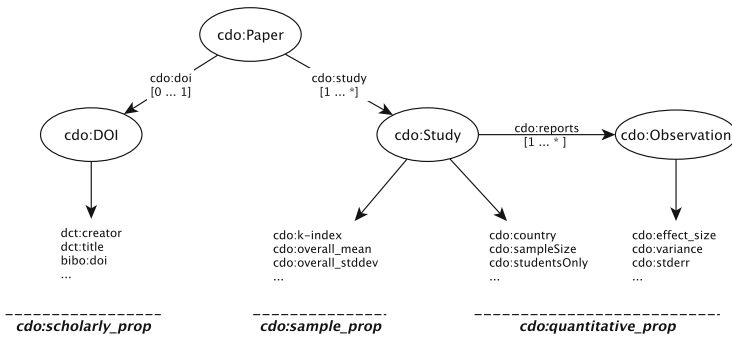 cdo:Paper
cdo:doi
[0 ... 1]
cdo:study
[1 ... *]
cdo:DOI
cdo:Study
cdo:reports
[1 ... * ]
cdo:Observation
dct:creator
dct:title
bibo:doi
...
cdo:k-index
cdo:overall_mean
cdo:overall_stddev
...
cdo:country
cdo:sampleSize
cdo:studentsOnly
...
cdo:effect_size
cdo:variance
cdo:stderr
...
cdo:scholarly_prop
cdo:sample_prop
cdo:quantitative_prop